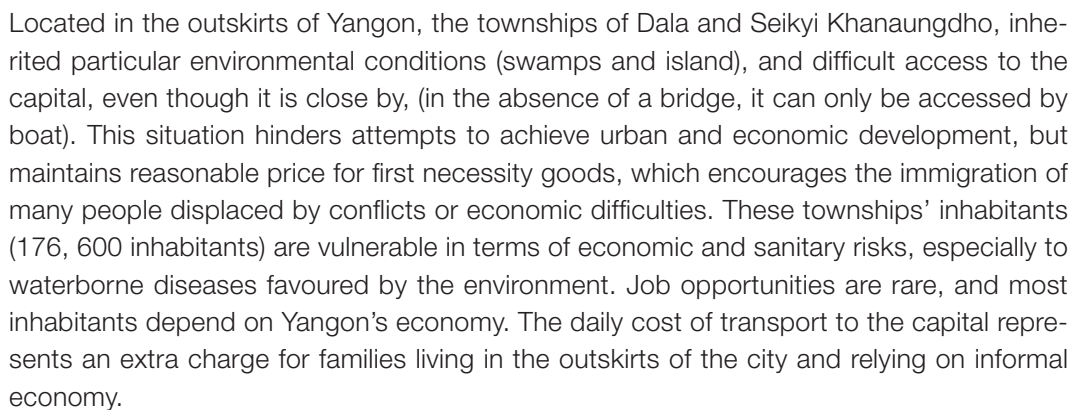 Located in the outskirts of Yangon, the townships of Dala and Seikyi Khanaungdho, inhe-
rited particular environmental conditions (swamps and island), and difficult access to the
capital, even though it is close by, (in the absence of a bridge, it can only be accessed by
boat). This situation hinders attempts to achieve urban and economic development, but
maintains reasonable price for first necessity goods, which encourages the immigration of
many people displaced by conflicts or economic difficulties. These townships’ inhabitants
(176, 600 inhabitants) are vulnerable in terms of economic and sanitary risks, especially to
waterborne diseases favoured by the environment. Job opportunities are rare, and most
inhabitants depend on Yangon’s economy. The daily cost of transport to the capital repre-
sents an extra charge for families living in the outskirts of the city and relying on informal
economy.